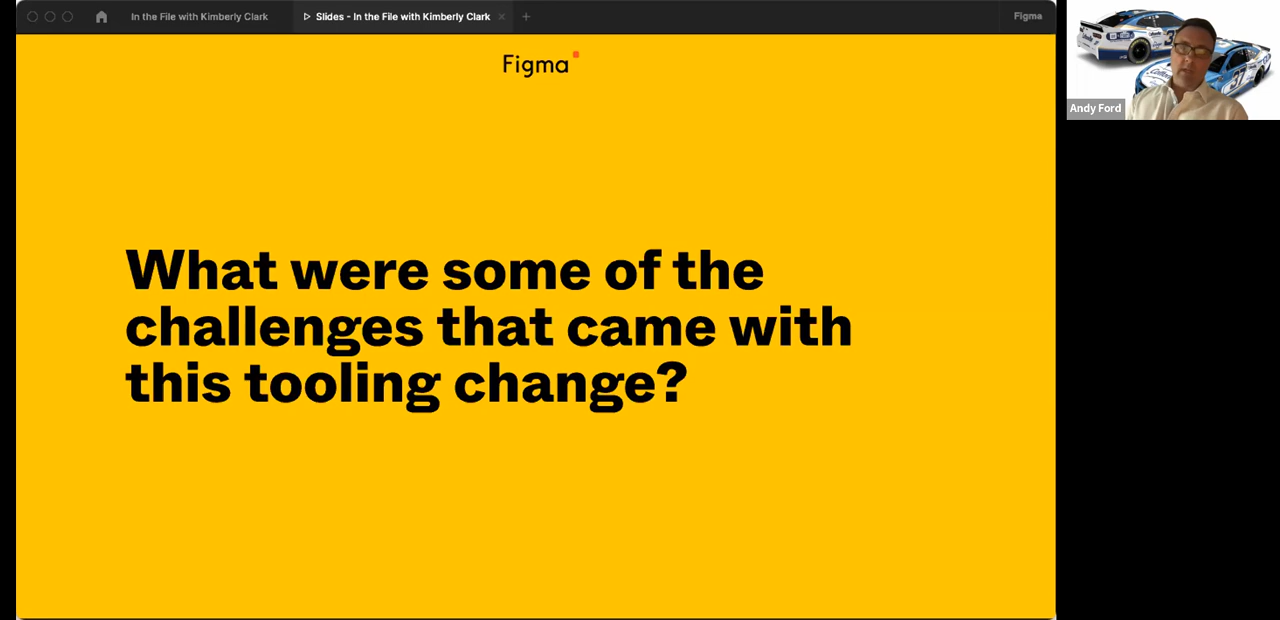 In the File with Kimberly Clark
Slides - In the File with Kimberly Clark
Figma
Figma
What were some of the
challenges that came with
this tooling change?
Andy Ford
37